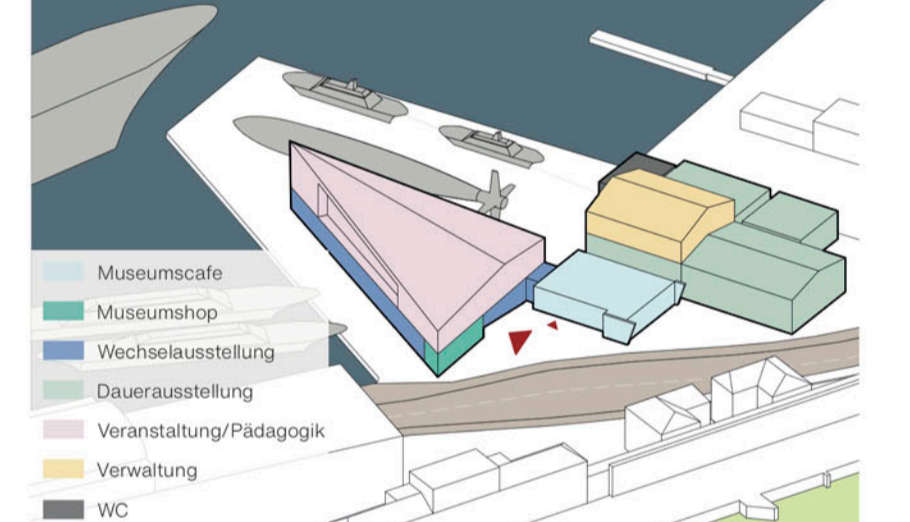 Museumscafe
Museumshop
Wechselausstellung
Dauerausstellung
Veranstaltung/Pädagogik
Verwaltung
WC